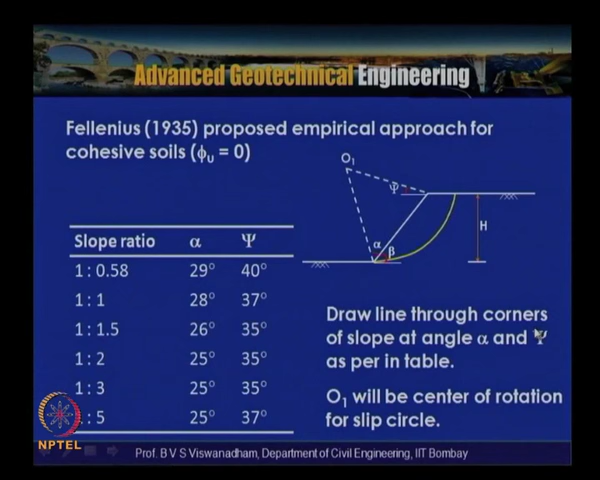 Advanced Geotechnical Engineering
Fellenius (1935) proposed empirical approach for
cohesive soils (ϕu = 0)
O1
Ψ
H
α
β
Slope ratio α Ψ
1 : 0.58 29° 40°
1 : 1 28° 37°
1 : 1.5 26° 35°
1 : 2 25° 35°
1 : 3 25° 35°
: 5 25° 37°
Draw line through corners
of slope at angle α and Ψ
as per in table.
O1 will be center of rotation
for slip circle.
NPTEL
Prof. B V S Viswanadham, Department of Civil Engineering, IIT Bombay